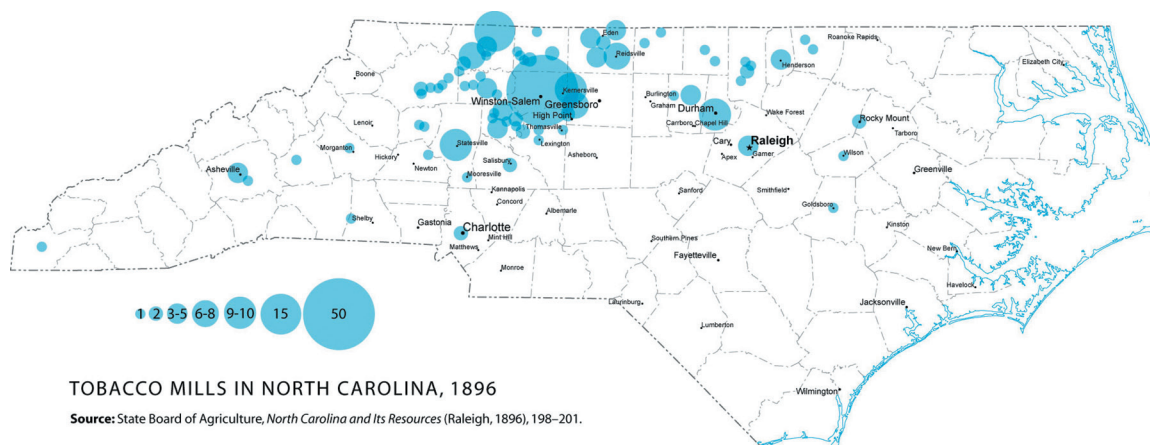 Eden
Roanoke Rapids
Reidsville
Henderson
Elizabeth City
Boone
Kernersville
Winston-Salem
Greensboro
Burlington
Graham
Durham
Wake Forest
Rocky Mount
High Point
Lenoir
Thomasville
Carrboro
Chapel Hill
Tarboro
Statesville
Lexington
Cary
Raleigh
Morganton
Hickory
Newton
Salisbury
Asheboro
Apex
Garner
Wilson
Asheville
Mooresville
Greenville
Kannapolis
Sanford
Smithfield
Concord
Albemarle
Goldsboro
Shelby
Gastonia
Charlotte
Kinston
Mint Hill
Matthews
Southern Pines
Fayetteville
New Bern
Monroe
Havelock
Laurinburg
Jacksonville
1 2 3-5 6-8 9-10 15 50
Lumberton
Wilmington
TOBACCO MILLS IN NORTH CAROLINA, 1896
Source: State Board of Agriculture, North Carolina and Its Resources (Raleigh, 1896), 198–201.